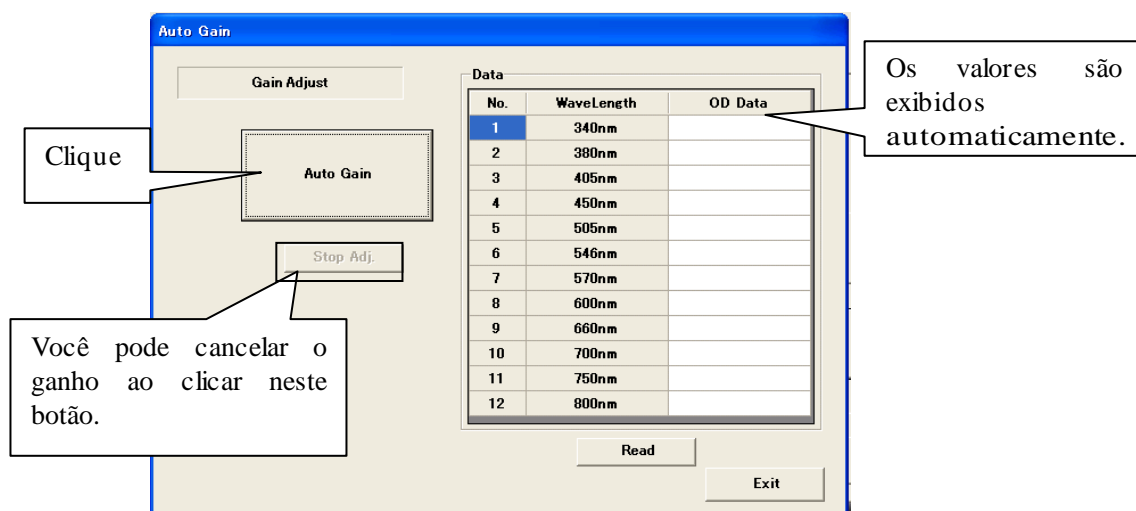 Auto Gain
Gain Adjust
Clique
Auto Gain
Stop Adj.
Você pode cancelar o
ganho ao clicar neste
botão.
Data
No. WaveLength OD Data
1 340nm
2 380nm
3 405nm
4 450nm
5 505nm
6 546nm
7 570nm
8 600nm
9 660nm
10 700nm
11 750nm
12 800nm
Os valores são
exibidos
automaticamente.
Read
Exit